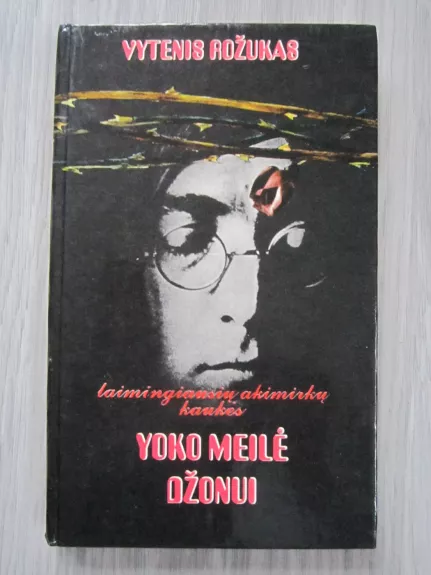 VYTENIS ROŽUKAS
laimingiausių akimirkų
kaukės
YOKO MEILĖ
DŽONUI